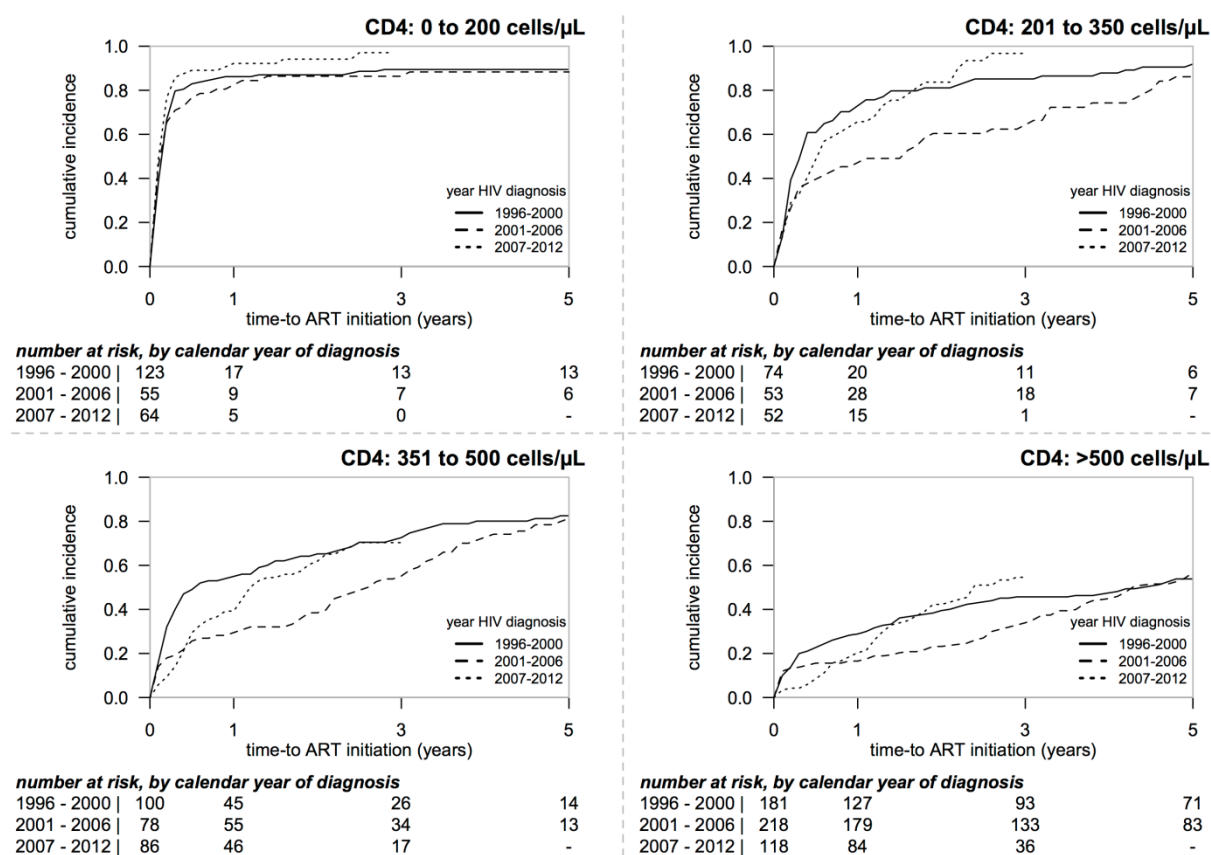 CD4: 0 to 200 cells/µL
1.0
0.8
0.6
0.4
0.2
0.0
cumulative incidence
year HIV diagnosis
1996-2000
2001-2006
2007-2012
0 1 3 5
time-to ART initiation (years)
number at risk, by calendar year of diagnosis
1996 - 2000 | 123 17 13 13
2001 - 2006 | 55 9 7 6
2007 - 2012 | 64 5 0 -
CD4: 201 to 350 cells/µL
1.0
0.8
0.6
0.4
0.2
0.0
cumulative incidence
year HIV diagnosis
1996-2000
2001-2006
2007-2012
0 1 3 5
time-to ART initiation (years)
number at risk, by calendar year of diagnosis
1996 - 2000 | 74 20 11 6
2001 - 2006 | 53 28 18 7
2007 - 2012 | 52 15 1 -
CD4: 351 to 500 cells/µL
1.0
0.8
0.6
0.4
0.2
0.0
cumulative incidence
year HIV diagnosis
1996-2000
2001-2006
2007-2012
0 1 3 5
time-to ART initiation (years)
number at risk, by calendar year of diagnosis
1996 - 2000 | 100 45 26 14
2001 - 2006 | 78 55 34 13
2007 - 2012 | 86 46 17 -
CD4: >500 cells/µL
1.0
0.8
0.6
0.4
0.2
0.0
cumulative incidence
year HIV diagnosis
1996-2000
2001-2006
2007-2012
0 1 3 5
time-to ART initiation (years)
number at risk, by calendar year of diagnosis
1996 - 2000 | 181 127 93 71
2001 - 2006 | 218 179 133 83
2007 - 2012 | 118 84 36 -